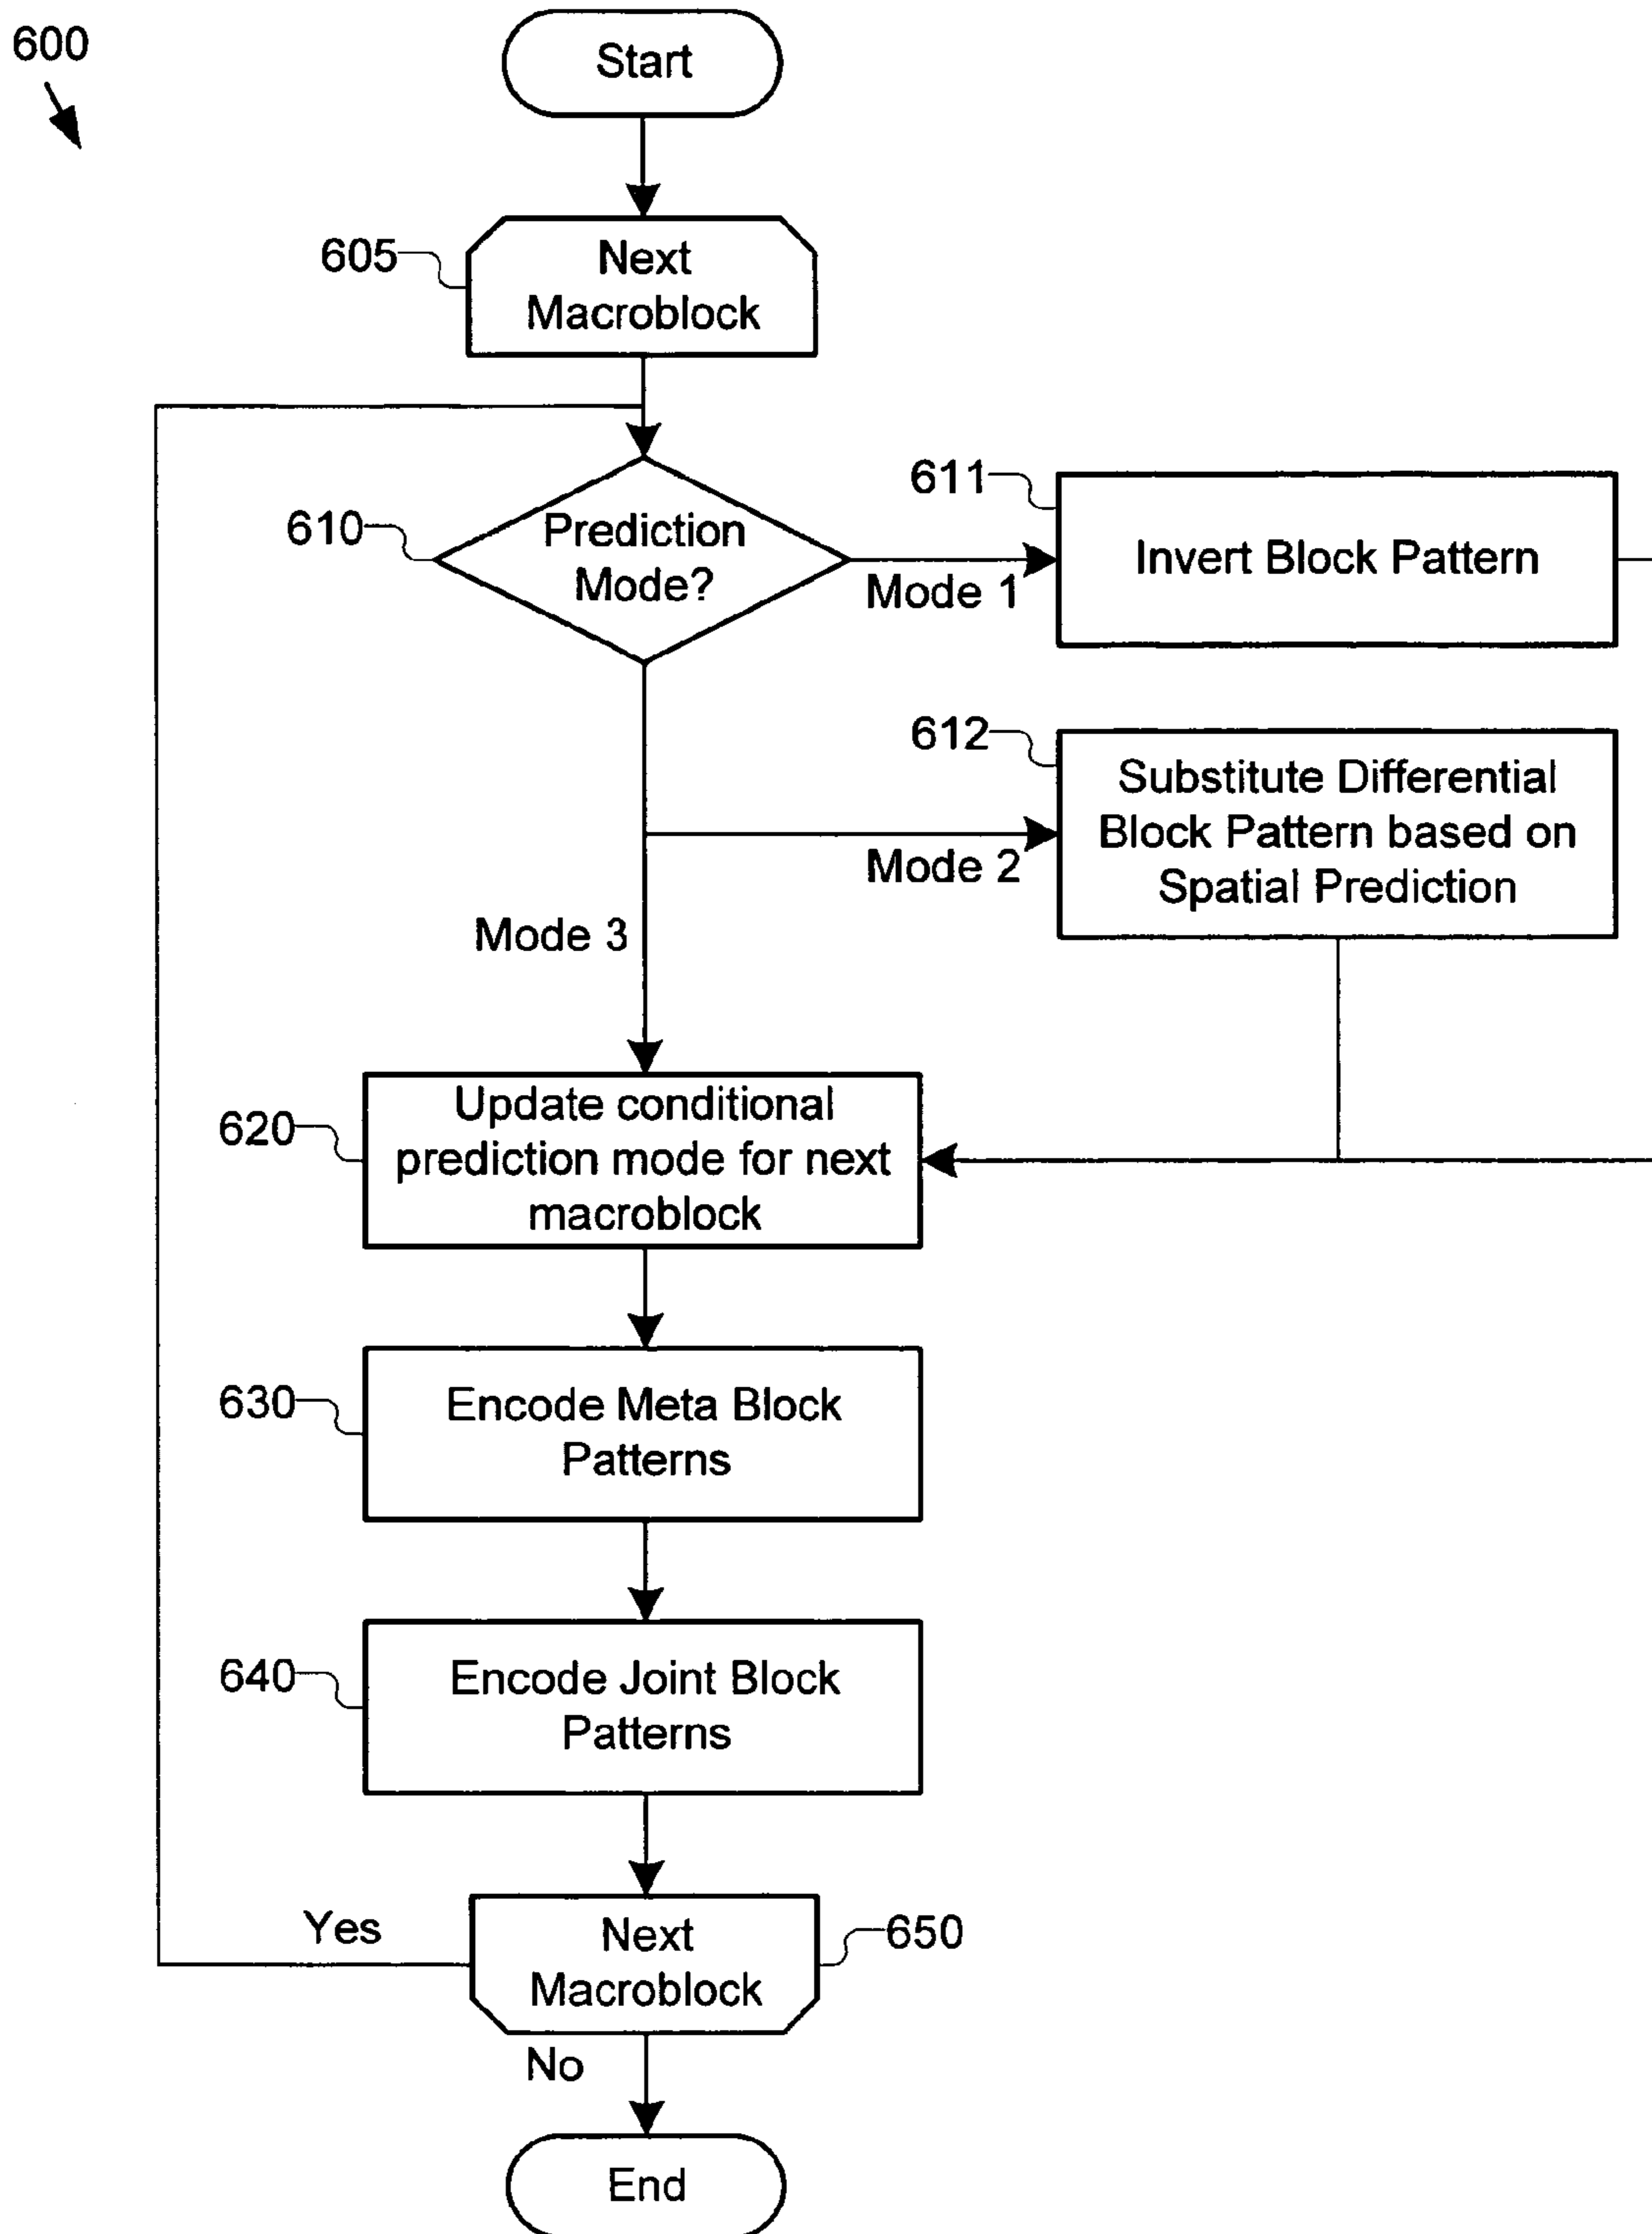 600
Start
605
Next
Macroblock
610
Prediction
Mode?
Mode 1
611
Invert Block Pattern
612
Substitute Differential
Block Pattern based on
Spatial Prediction
Mode 2
Mode 3
620
Update conditional
prediction mode for next
macroblock
630
Encode Meta Block
Patterns
640
Encode Joint Block
Patterns
Yes
Next
Macroblock
650
No
End